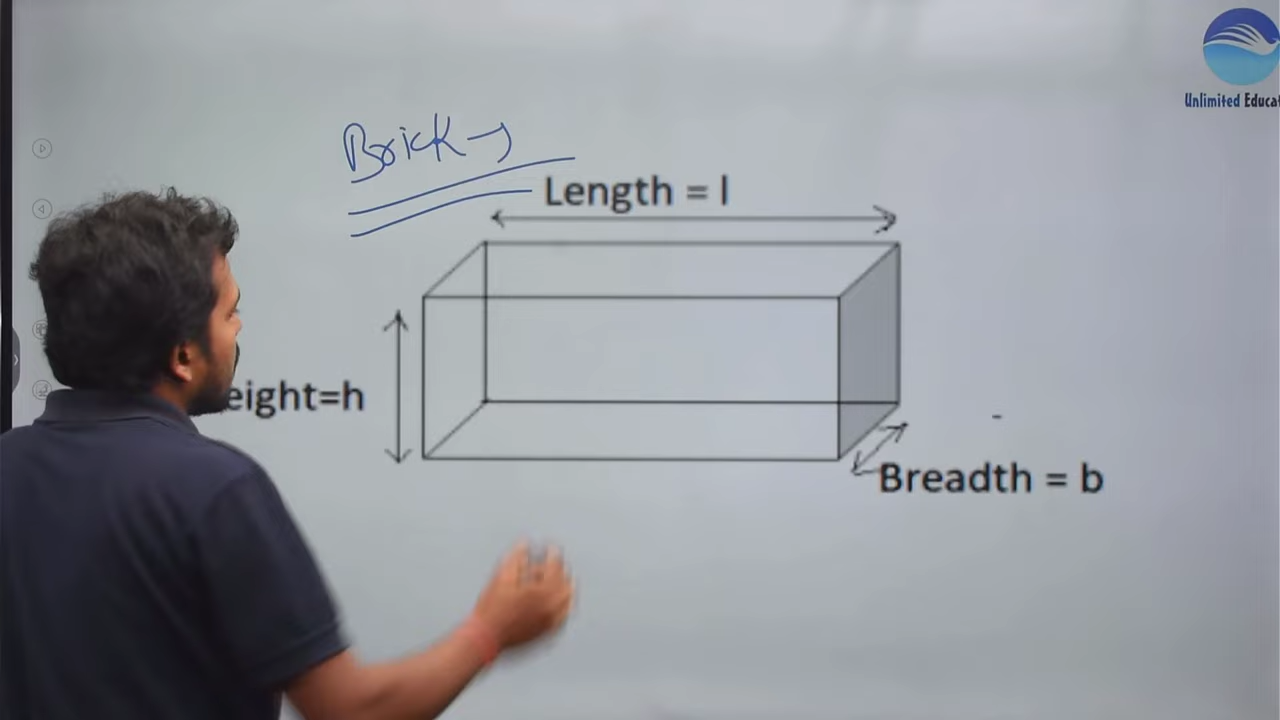 Unlimited Educat
Brick →
Length = l
eight=h
Breadth = b